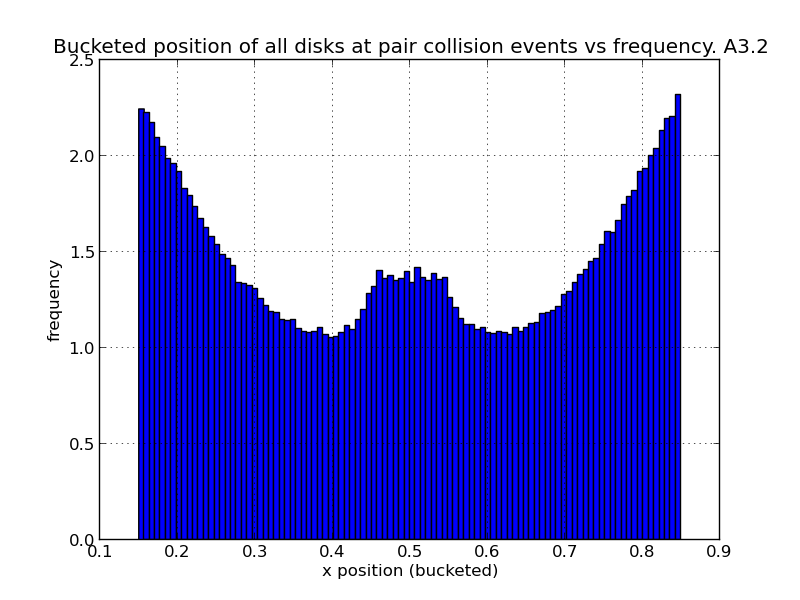 Bucketed position of all disks at pair collision events vs frequency. A3.2
2.5
2.0
1.5
1.0
0.5
0.0
frequency
0.1 0.2 0.3 0.4 0.5 0.6 0.7 0.8 0.9
x position (bucketed)